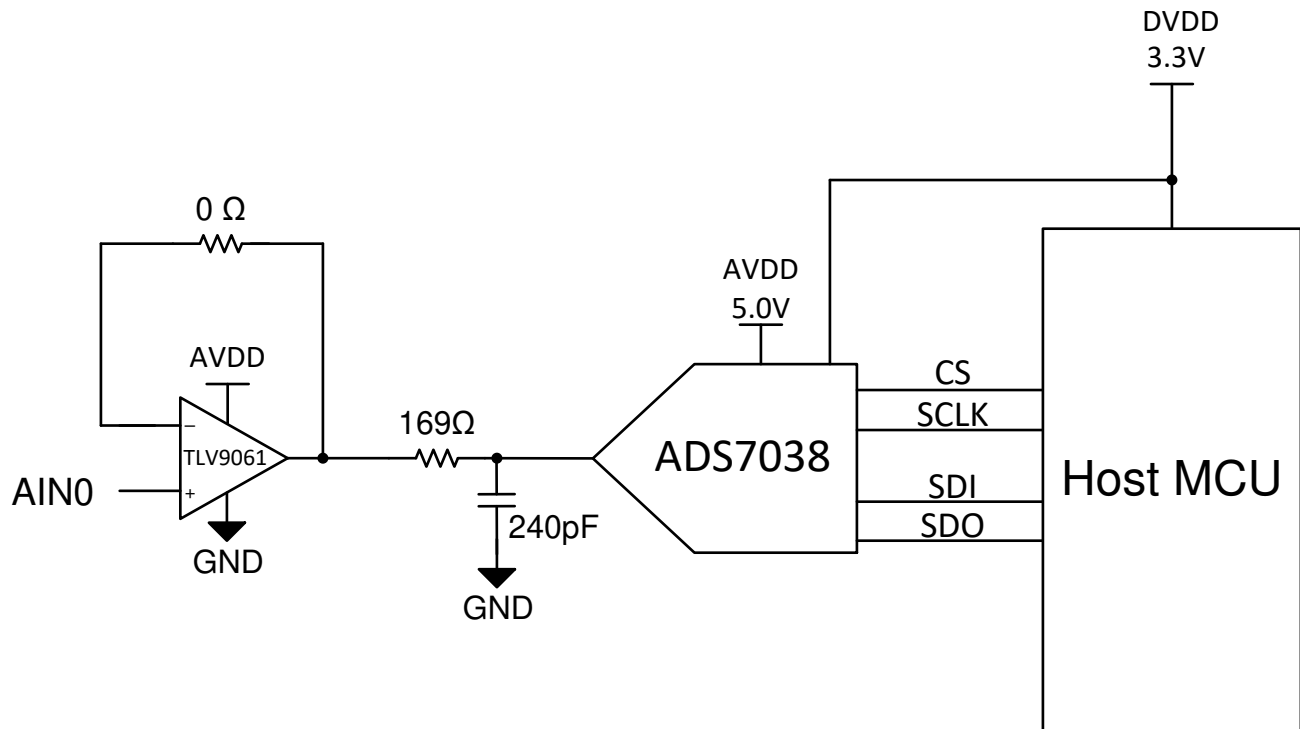 DVDD
3.3V
0 Ω
AVDD
5.0V
AVDD
CS
169Ω
SCLK
−
TLV9061
ADS7038
Host MCU
AIN0
+
SDI
240pF
SDO
GND
GND